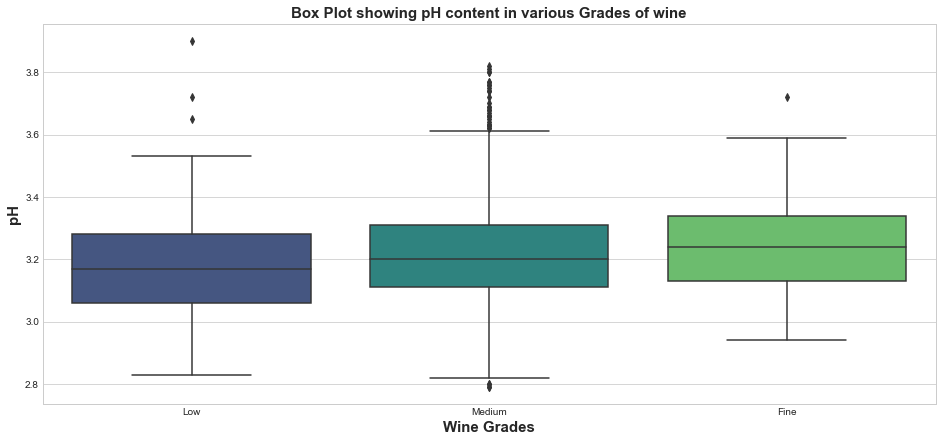 Box Plot showing pH content in various Grades of wine
pH
3.8
3.6
3.4
3.2
3.0
2.8
Low Medium Fine
Wine Grades